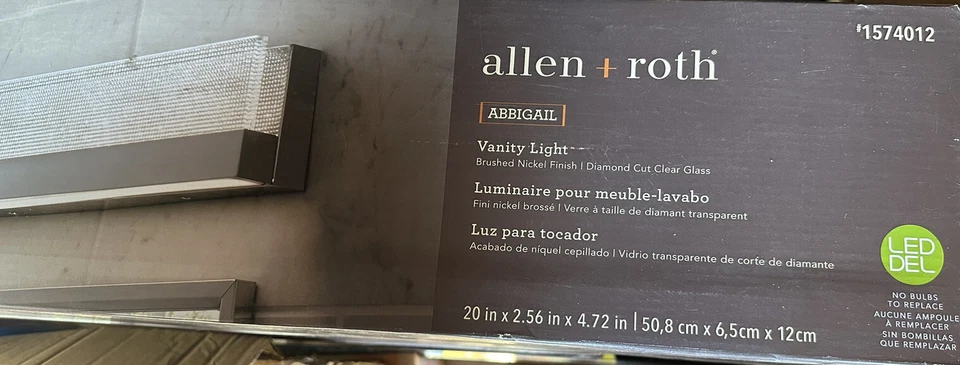 #1574012
allen + roth®
ABBIGAIL
Vanity Light
Brushed Nickel Finish | Diamond Cut Clear Glass
Luminaire pour meuble-lavabo
Fini nickel brossé | Verre à taille de diamant transparent
Luz para tocador
Acabado de níquel cepillado | Vidrio transparente de corte de diamante
LED
DEL
NO BULBS
TO REPLACE
AUCUNE AMPOULE
À REMPLACER
SIN BOMBILLAS
QUE REMPLAZAR
20 in x 2.56 in x 4.72 in | 50,8 cm x 6,5cm x 12cm